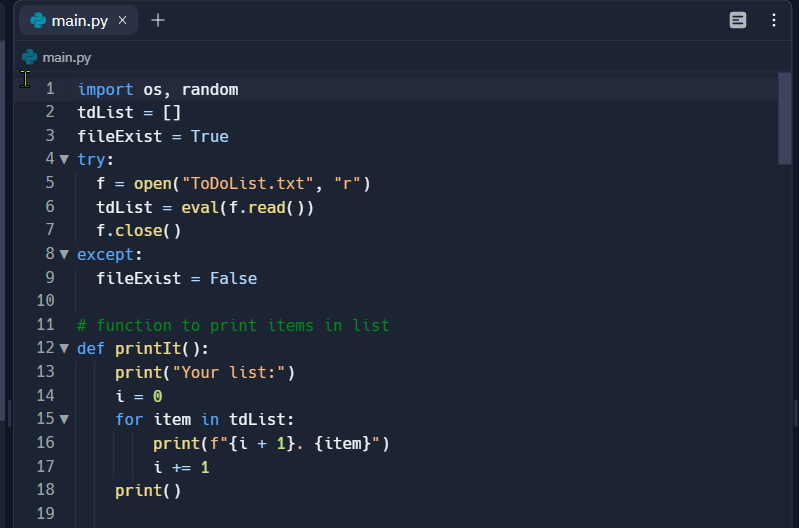 main.py × +
main.py
1 import os, random
2 tdList = []
3 fileExist = True
4 try:
5   f = open("ToDoList.txt", "r")
6   tdList = eval(f.read())
7   f.close()
8 except:
9   fileExist = False
10
11 # function to print items in list
12 def printIt():
13     print("Your list:")
14     i = 0
15     for item in tdList:
16         print(f"{i + 1}. {item}")
17         i += 1
18     print()
19